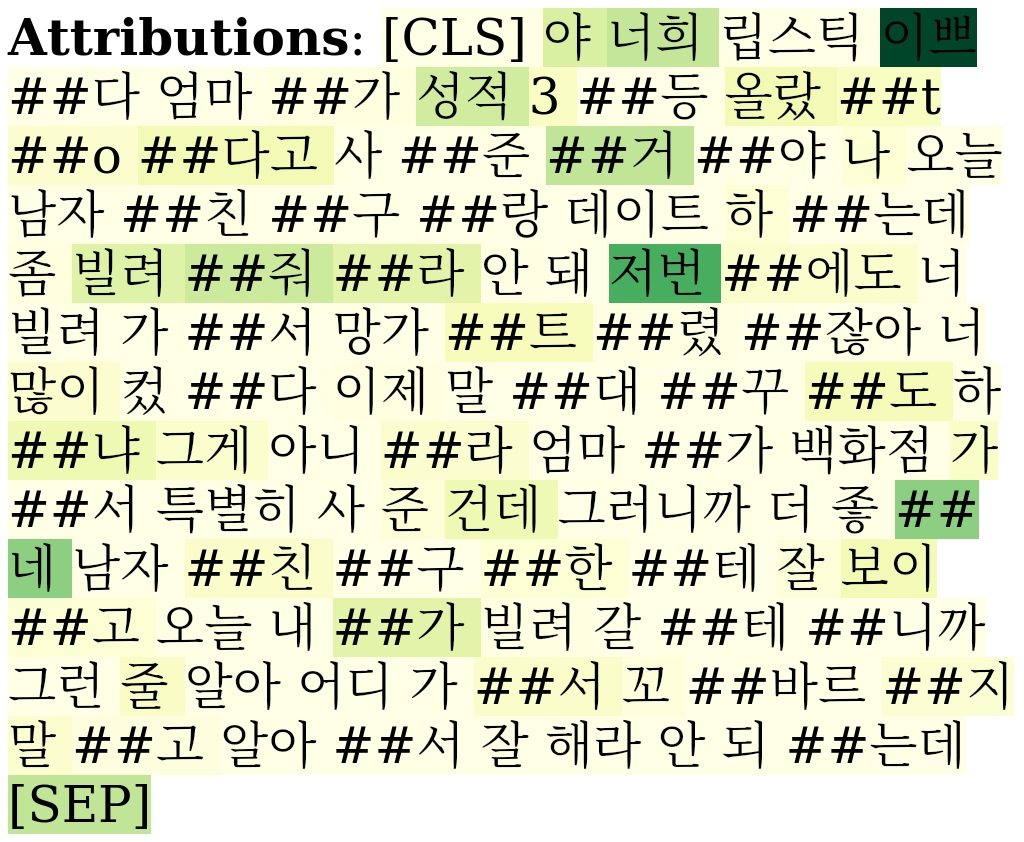 Attributions: [CLS] 야 너희 립스틱 이쁘
##다 엄마 ##가 성적 3 ##등 올랐 ##t
##o ##다고 사 ##준 ##거 ##야 나 오늘
남자 ##친 ##구 ##랑 데이트 하 ##는데
좀 빌려 ##줘 ##라 안 돼 저번 ##에도 너
빌려 가 ##서 망가 ##트 ##렸 ##잖아 너
많이 컸 ##다 이제 말 ##대 ##꾸 ##도 하
##냐 그게 아니 ##라 엄마 ##가 백화점 가
##서 특별히 사 준 건데 그러니까 더 좋 ##
네 남자 ##친 ##구 ##한 ##테 잘 보이
##고 오늘 내 ##가 빌려 갈 ##테 ##니까
그런 줄 알아 어디 가 ##서 꼬 ##바르 ##지
말 ##고 알아 ##서 잘 해라 안 되 ##는데
[SEP]